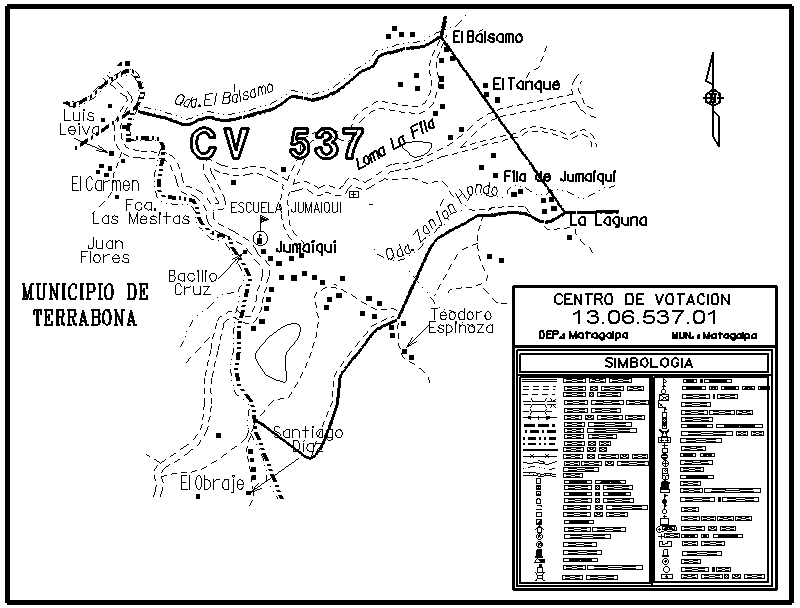 El Bálsamo
Qda. El Bálsamo
El Tanque
Luis
Leiva
CV 537
Loma La Fila
El Carmen
Fila de Jumaiquí
Fca.
Las Mesitas
ESCUELA JUMAIQUI
Qda. Zanjon Hondo
La Laguna
Juan
Flores
Jumaiquí
Bacilio
Cruz
MUNICIPIO DE
TERRABONA
Teodoro
Espinoza
Santiago
Díaz
El Obraje
CENTRO DE VOTACION
13.06.537.01
DEP.: Matagalpa MUN.: Matagalpa
SIMBOLOGIA